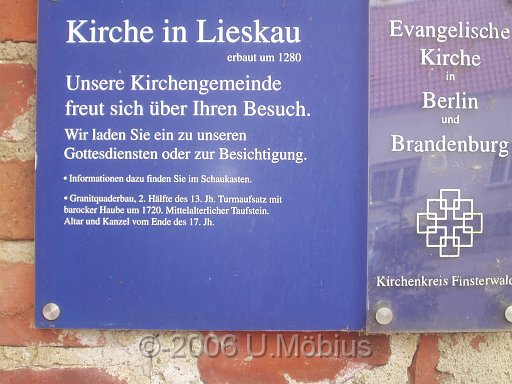 Kirche in Lieskau
erbaut um 1280
Unsere Kirchengemeinde
freut sich über Ihren Besuch.
Wir laden Sie ein zu unseren
Gottesdiensten oder zur Besichtigung.
• Informationen dazu finden Sie im Schaukasten.
• Granitquaderbau, 2. Hälfte des 13. Jh. Turmaufsatz mit
barocker Haube um 1720. Mittelalterlicher Taufstein.
Altar und Kanzel vom Ende des 17. Jh.
Evangelische
Kirche
in
Berlin
und
Brandenburg
Kirchenkreis Finsterwald
© 2006 U.Möbius